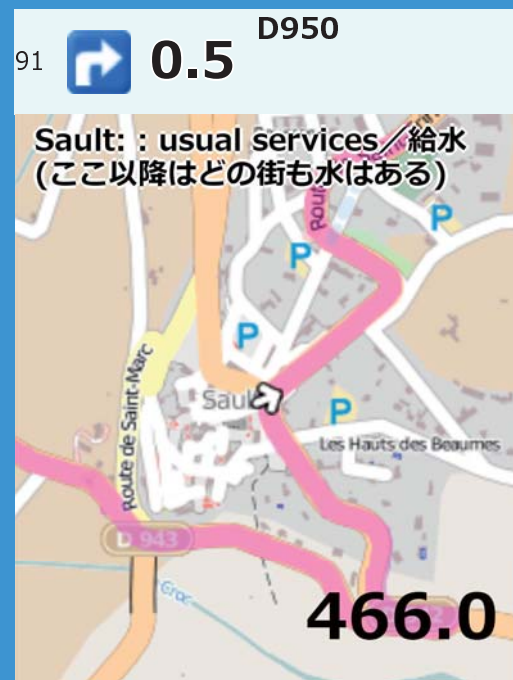 D950
91
0.5
Sault: : usual services／給水
(ここ以降はどの街も水はある)
P
P
P
Route de Saint-Marc
Sault
P
Les Hauts des Beaumes
D 943
466.0